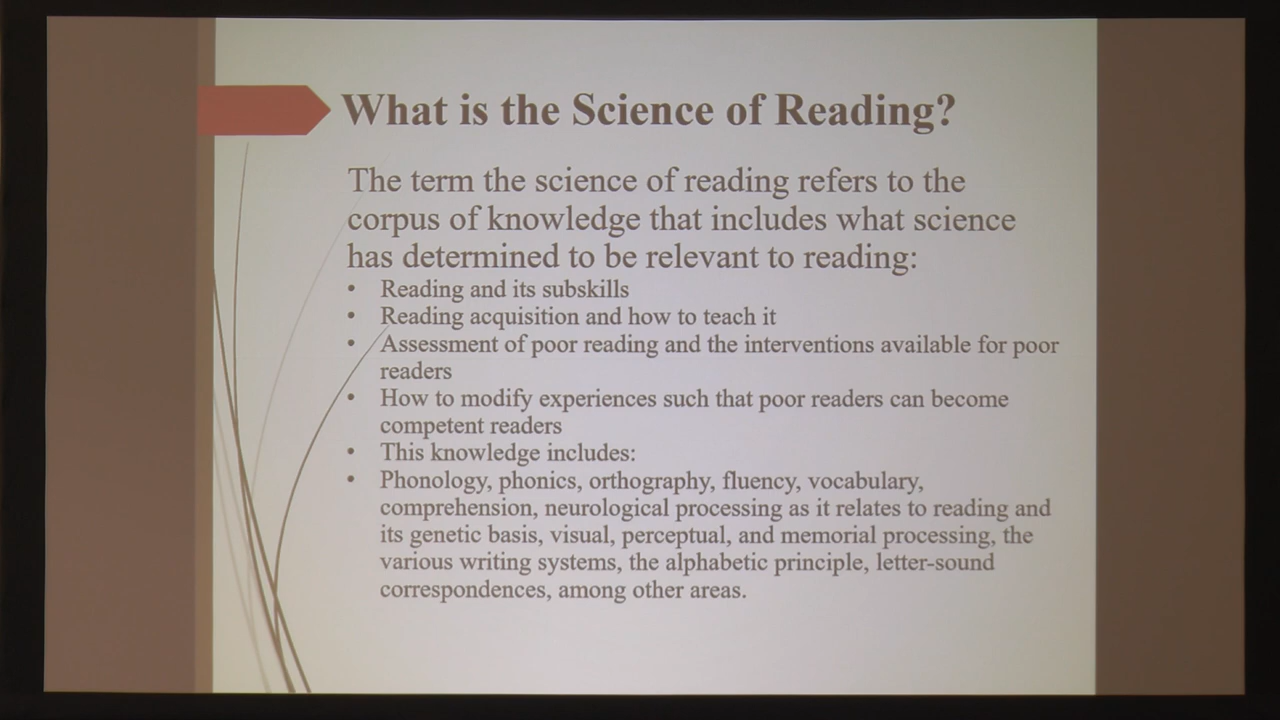 What is the Science of Reading?
The term the science of reading refers to the
corpus of knowledge that includes what science
has determined to be relevant to reading:
• Reading and its subskills
• Reading acquisition and how to teach it
• Assessment of poor reading and the interventions available for poor
readers
• How to modify experiences such that poor readers can become
competent readers
• This knowledge includes:
• Phonology, phonics, orthography, fluency, vocabulary,
comprehension, neurological processing as it relates to reading and
its genetic basis, visual, perceptual, and memorial processing, the
various writing systems, the alphabetic principle, letter-sound
correspondences, among other areas.